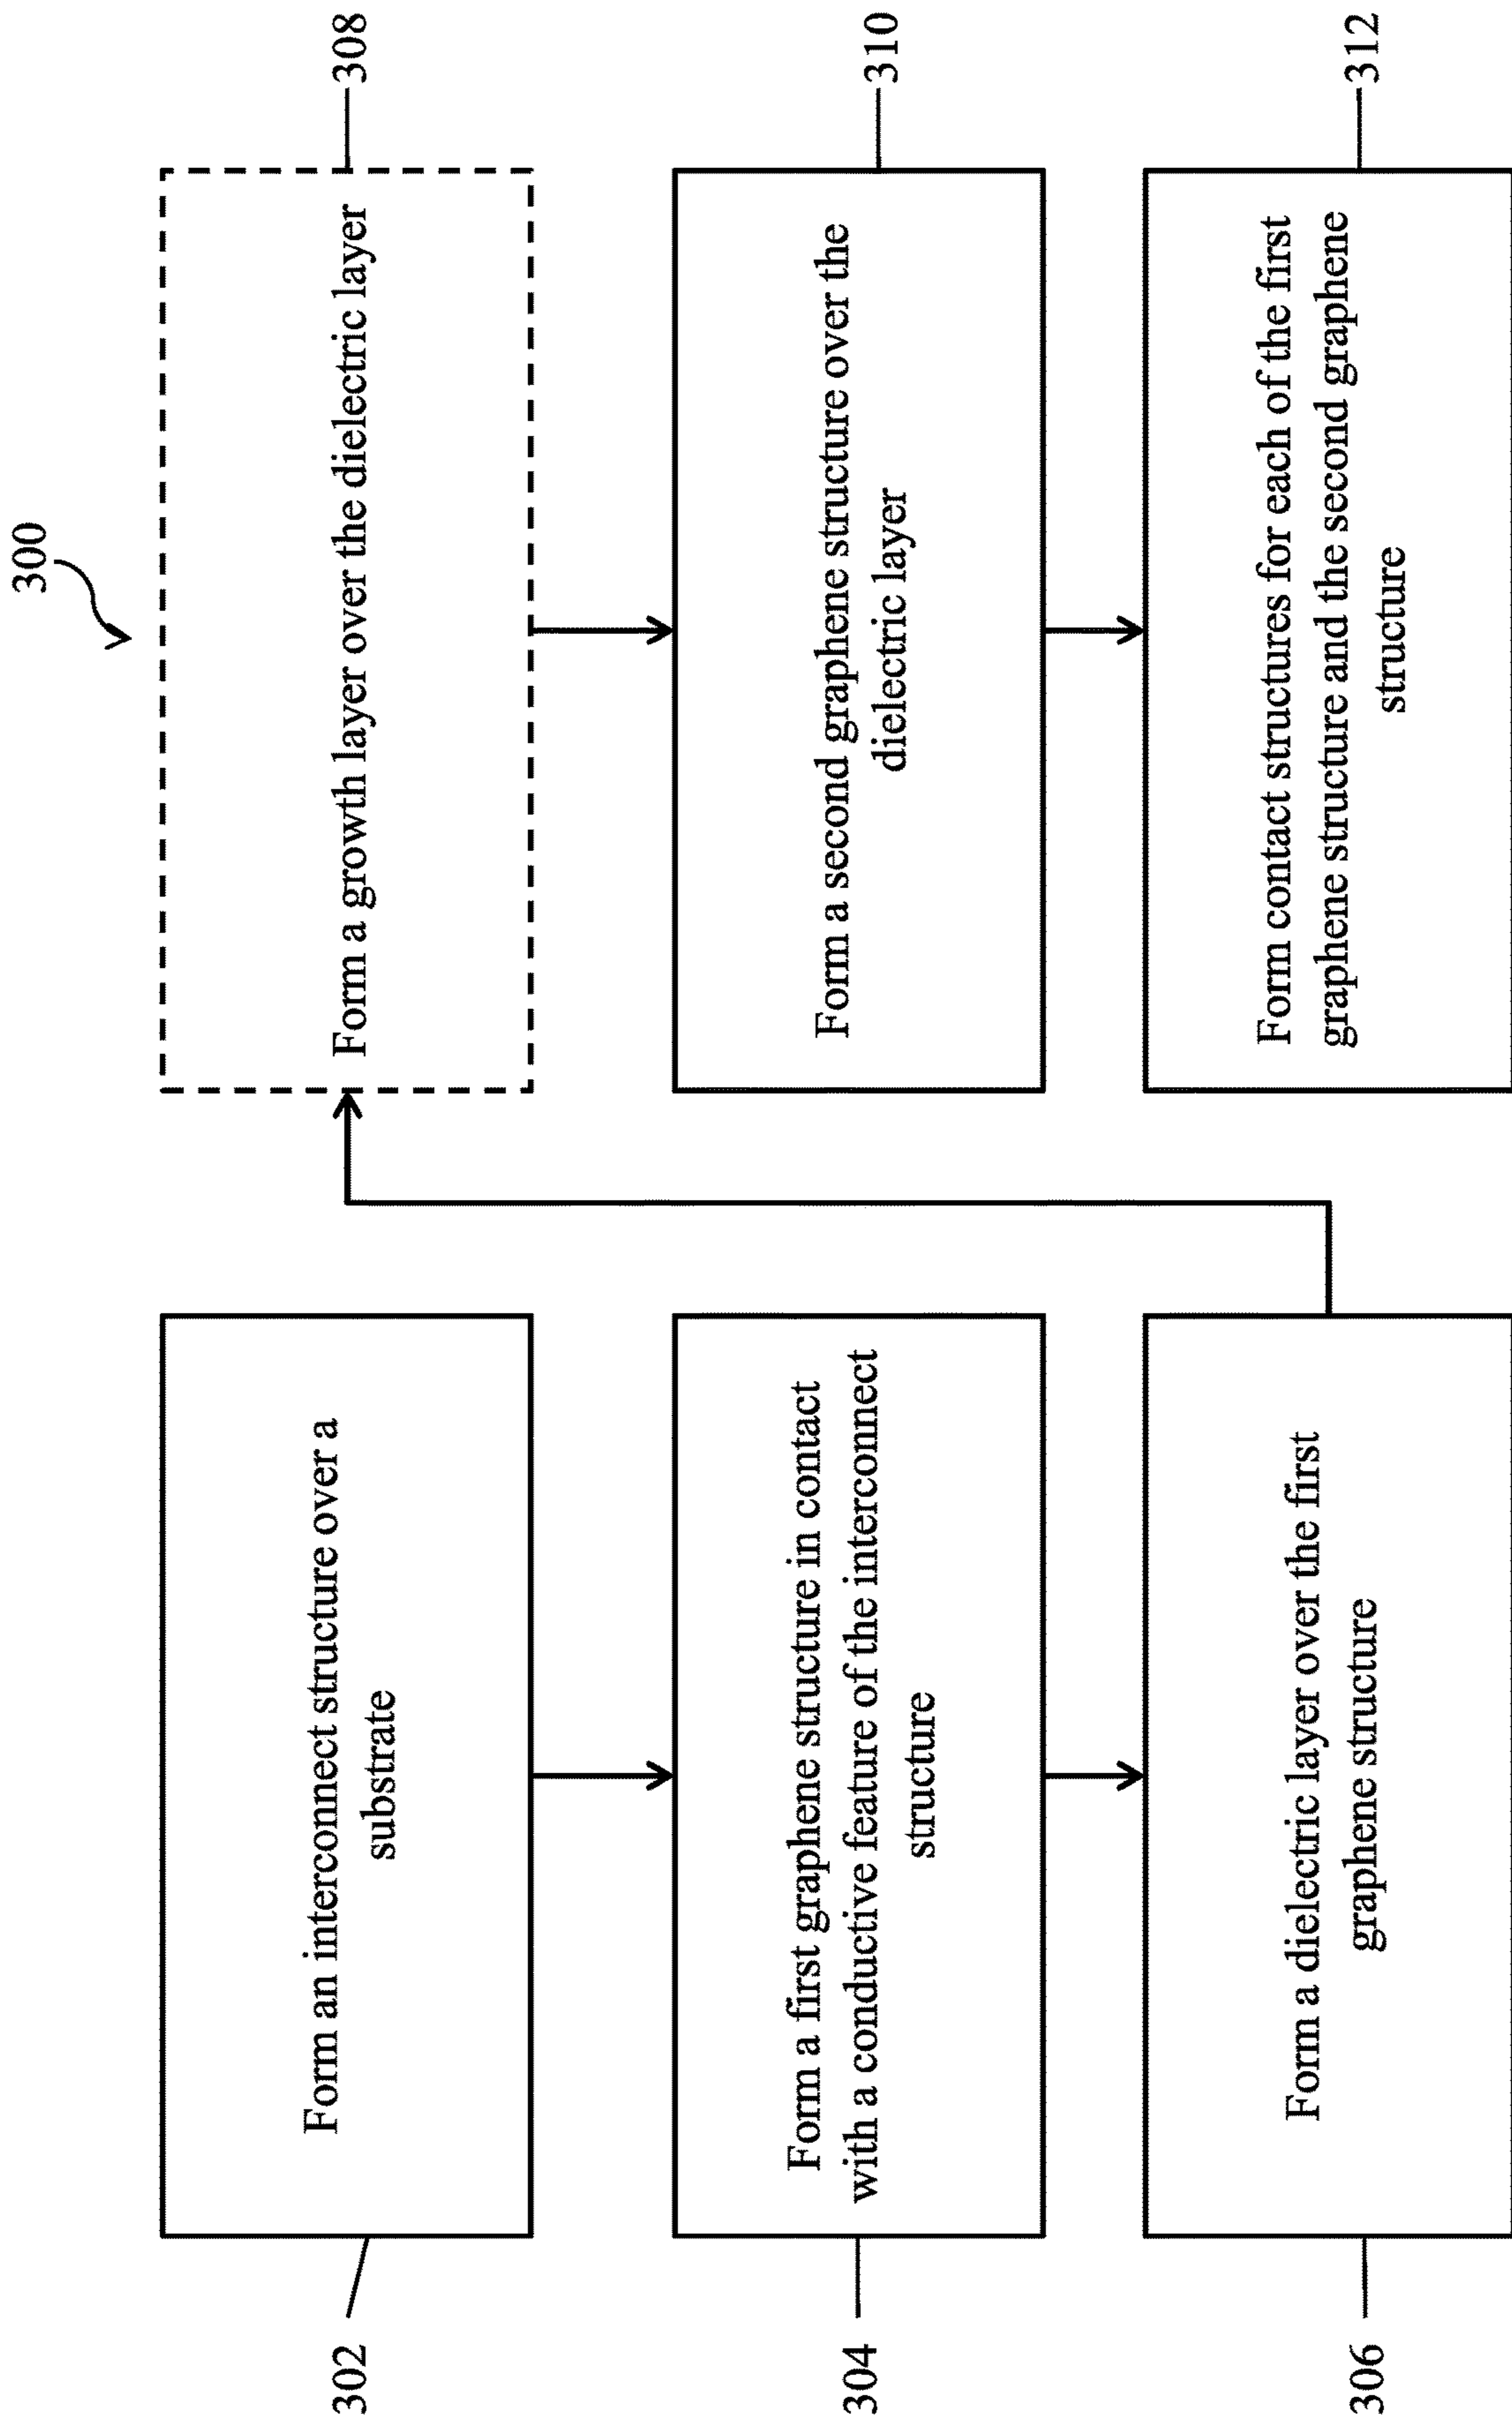 300
302
Form an interconnect structure over a
substrate
304
Form a first graphene structure in contact
with a conductive feature of the interconnect
structure
306
Form a dielectric layer over the first
graphene structure
308
Form a growth layer over the dielectric layer
310
Form a second graphene structure over the
dielectric layer
312
Form contact structures for each of the first
graphene structure and the second graphene
structure